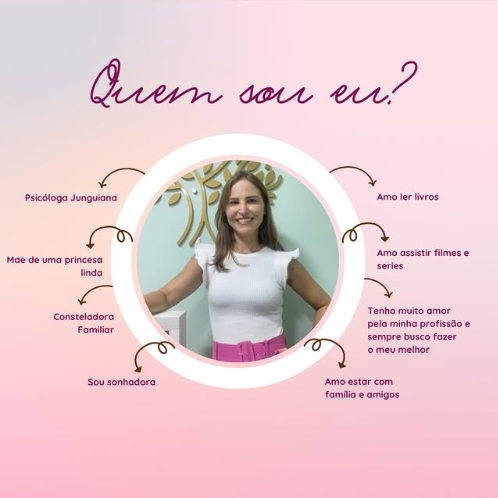 Quem sou eu?
Psicóloga Junguiana
Mae de uma princesa
linda
Consteladora
Familiar
Sou sonhadora
Amo ler livros
Amo assistir filmes e
series
Tenho muito amor
pela minha profissão e
sempre busco fazer
o meu melhor
Amo estar com
família e amigos